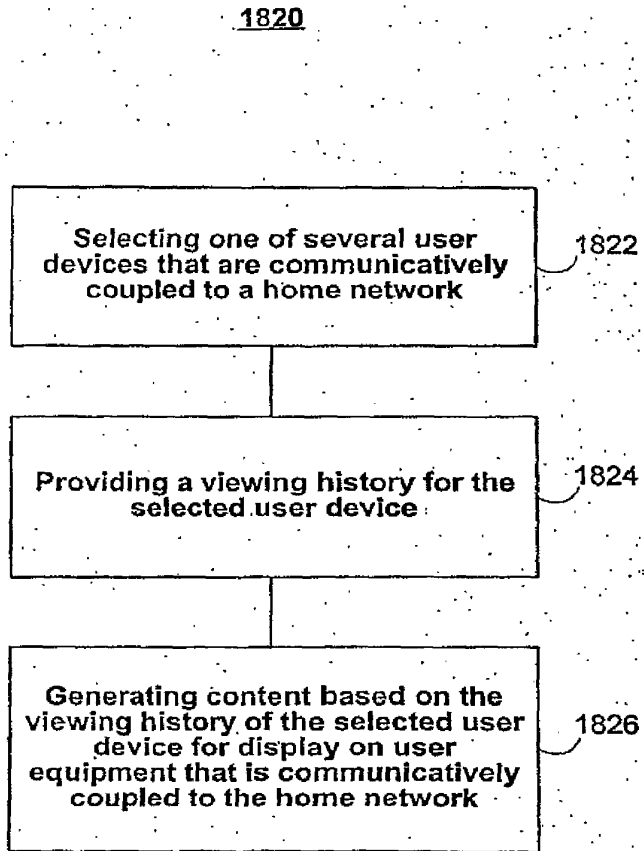 1820
Selecting one of several user
devices that are communicatively
coupled to a home network
1822
Providing a viewing history for the
selected user device
1824
Generating content based on the
viewing history of the selected user
device for display on user
equipment that is communicatively
coupled to the home network
1826